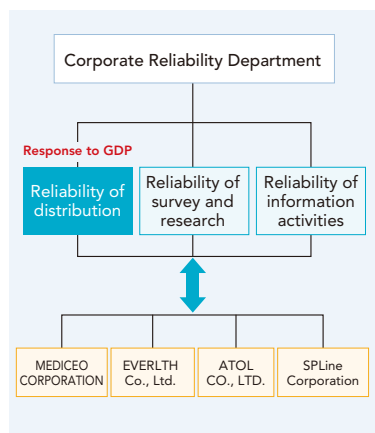 Corporate Reliability Department
Response to GDP
Reliability of
distribution
Reliability of
survey and
research
Reliability of
information
activities
MEDICEO
CORPORATION
EVERLTH
Co., Ltd.
ATOL
CO., LTD.
SPLine
Corporation